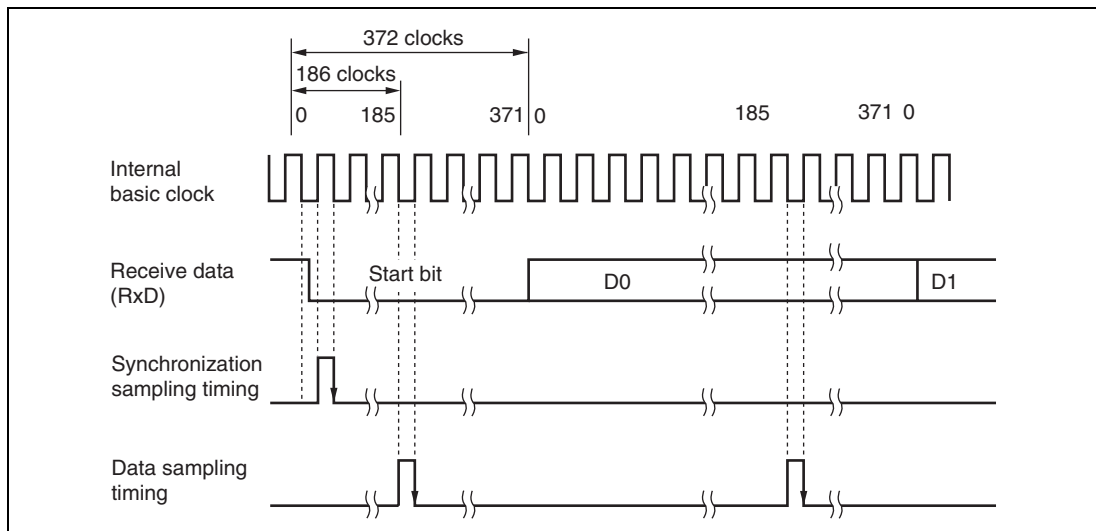 372 clocks
186 clocks
0 185 371 0 185 371 0
Internal
basic clock
Receive data
(RxD)
Start bit
D0
D1
Synchronization
sampling timing
Data sampling
timing